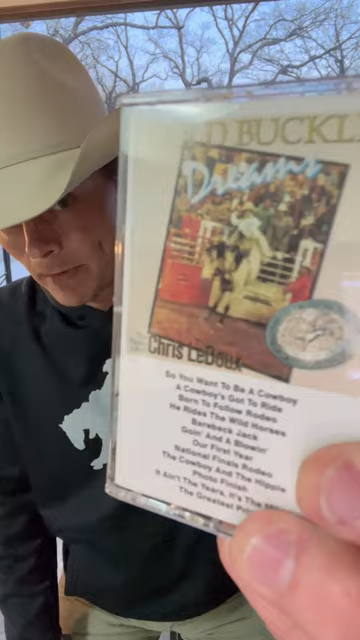 BUCKL
Dreams
Chris LeDoux
So You Want To Be A Cowboy
A Cowboy's Got To Ride
Born To Follow Rodeo
He Rides The Wild Horses
Bareback Jack
Goin' And A Blowin'
Our First Year
National Finals Rodeo
The Cowboy And The Hippie
Photo Finish
It Ain't The Years, It's The
The Greatest